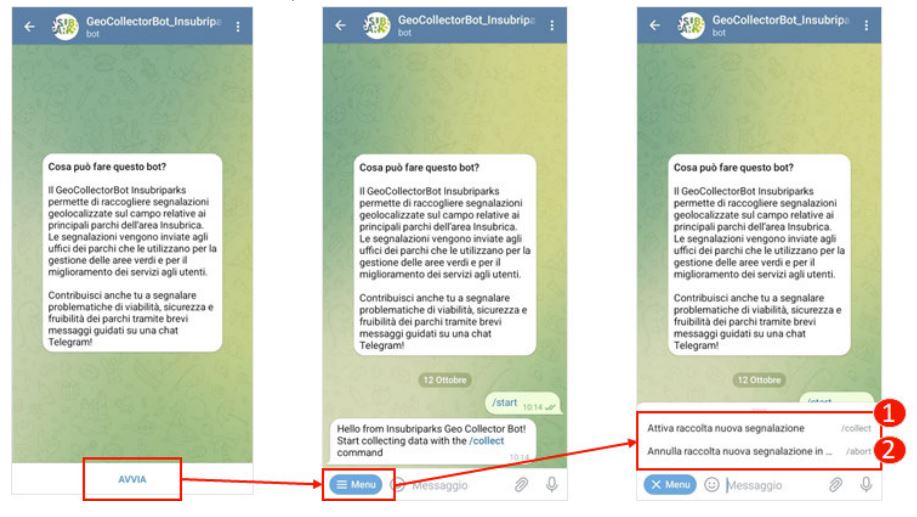 GeoCollectorBot_Insubripa
bot
Cosa può fare questo bot?
Il GeoCollectorBot Insubriparks
permette di raccogliere segnalazioni
geolocalizzate sul campo relative ai
principali parchi dell'area Insubrica.
Le segnalazioni vengono inviate agli
uffici dei parchi che le utilizzano per la
gestione delle aree verdi e per il
miglioramento dei servizi agli utenti.
Contribuisci anche tu a segnalare
problematiche di viabilità, sicurezza e
fruibilità dei parchi tramite brevi
messaggi guidati su una chat
Telegram!
AVVIA
GeoCollectorBot_Insubripa
bot
Cosa può fare questo bot?
Il GeoCollectorBot Insubriparks
permette di raccogliere segnalazioni
geolocalizzate sul campo relative ai
principali parchi dell'area Insubrica.
Le segnalazioni vengono inviate agli
uffici dei parchi che le utilizzano per la
gestione delle aree verdi e per il
miglioramento dei servizi agli utenti.
Contribuisci anche tu a segnalare
problematiche di viabilità, sicurezza e
fruibilità dei parchi tramite brevi
messaggi guidati su una chat
Telegram!
12 Ottobre
/start 10:14
Hello from Insubriparks Geo Collector Bot!
Start collecting data with the /collect
command 10:14
Menu Messaggio
GeoCollectorBot_Insubripa
bot
Cosa può fare questo bot?
Il GeoCollectorBot Insubriparks
permette di raccogliere segnalazioni
geolocalizzate sul campo relative ai
principali parchi dell'area Insubrica.
Le segnalazioni vengono inviate agli
uffici dei parchi che le utilizzano per la
gestione delle aree verdi e per il
miglioramento dei servizi agli utenti.
Contribuisci anche tu a segnalare
problematiche di viabilità, sicurezza e
fruibilità dei parchi tramite brevi
messaggi guidati su una chat
Telegram!
12 Ottobre
/start
Attiva raccolta nuova segnalazione /collect 1
Annulla raccolta nuova segnalazione in ... /abort 2
Menu Messaggio